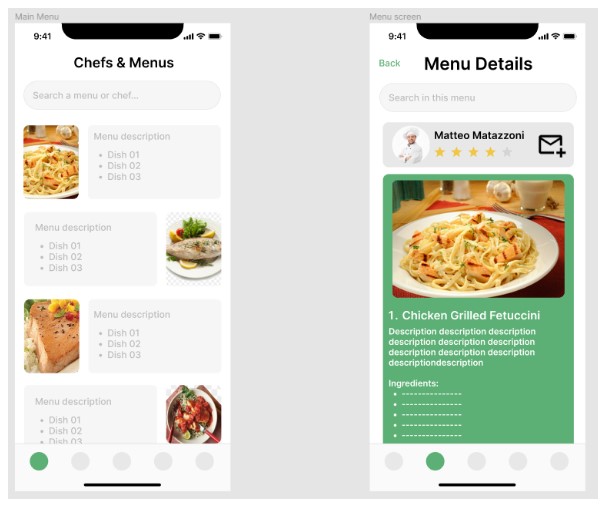 Main Menu
9:41
Chefs & Menus
Search a menu or chef...
Menu description
• Dish 01
• Dish 02
• Dish 03
Menu description
• Dish 01
• Dish 02
• Dish 03
Menu description
• Dish 01
• Dish 02
• Dish 03
Menu description
• Dish 01
• Dish 02
• Dish 03
Menu screen
9:41
Back
Menu Details
Search in this menu
Matteo Matazzoni
1. Chicken Grilled Fetuccini
Description description description
description description description
description description description
descriptiondescription
Ingredients:
• ---------------
• ---------------
• ---------------
• ---------------
• ---------------